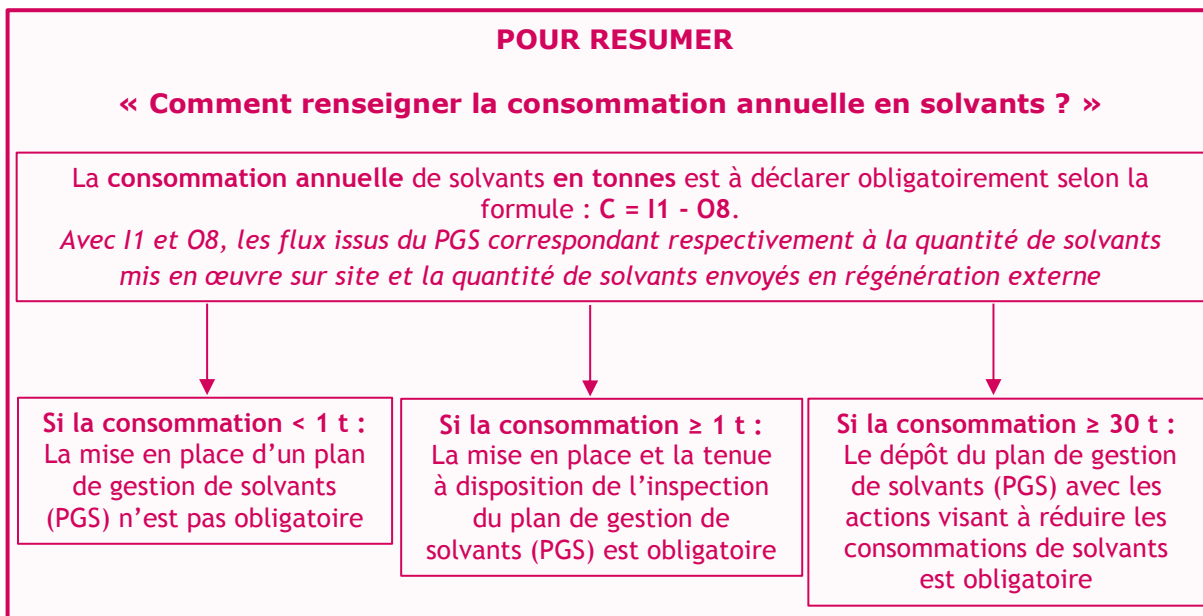 POUR RESUMER
« Comment renseigner la consommation annuelle en solvants ? »
La consommation annuelle de solvants en tonnes est à déclarer obligatoirement selon la
formule : C = I1 - O8.
Avec I1 et O8, les flux issus du PGS correspondant respectivement à la quantité de solvants
mis en œuvre sur site et la quantité de solvants envoyés en régénération externe
Si la consommation < 1 t :
La mise en place d’un plan
de gestion de solvants
(PGS) n’est pas obligatoire
Si la consommation ≥ 1 t :
La mise en place et la tenue
à disposition de l’inspection
du plan de gestion de
solvants (PGS) est obligatoire
Si la consommation ≥ 30 t :
Le dépôt du plan de gestion
de solvants (PGS) avec les
actions visant à réduire les
consommations de solvants
est obligatoire